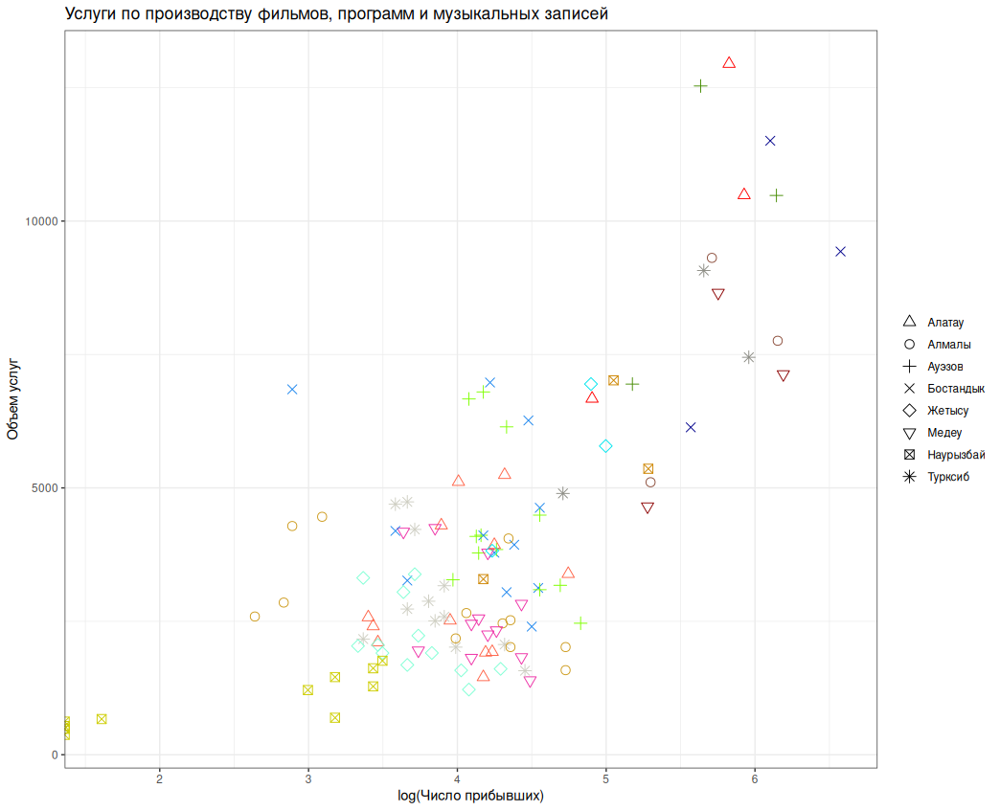 Услуги по производству фильмов, программ и музыкальных записей
Объем услуг
10000
5000
0
2 3 4 5 6
log(Число прибывших)
Алатау
Алмалы
Ауэзов
Бостандык
Жетысу
Медеу
Наурызбай
Турксиб